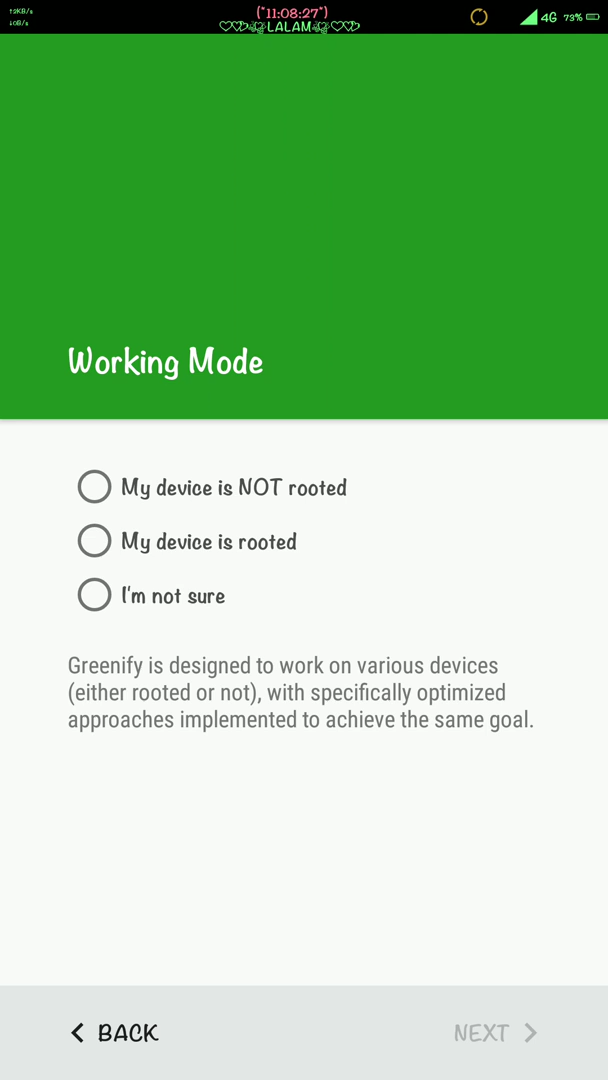 ↑2KB/s
↓0B/s
(*11:08:27*)
LALAM
4G 73%
Working Mode
My device is NOT rooted
My device is rooted
I'm not sure
Greenify is designed to work on various devices
(either rooted or not), with specifically optimized
approaches implemented to achieve the same goal.
BACK
NEXT